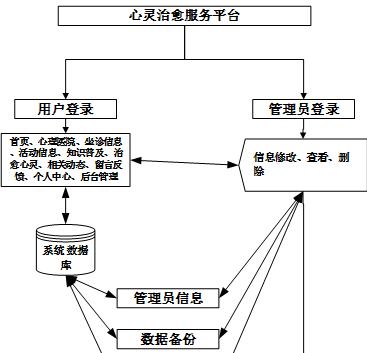 心灵治愈服务平台
用户登录
管理员登录
首页、心理医院、坐诊信息
、活动信息、知识普及、治
愈心灵、相关动态、留言反
馈、个人中心、后台管理
信息修改、查看、删
除
系统数据
库
管理员信息
数据备份